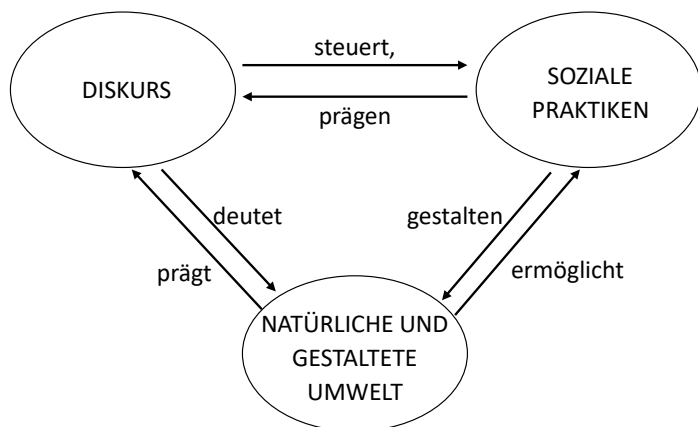 steuert,
DISKURS
SOZIALE
PRAKTIKEN
prägen
deutet
gestalten
prägt
ermöglicht
NATÜRLICHE UND
GESTALTETE
UMWELT